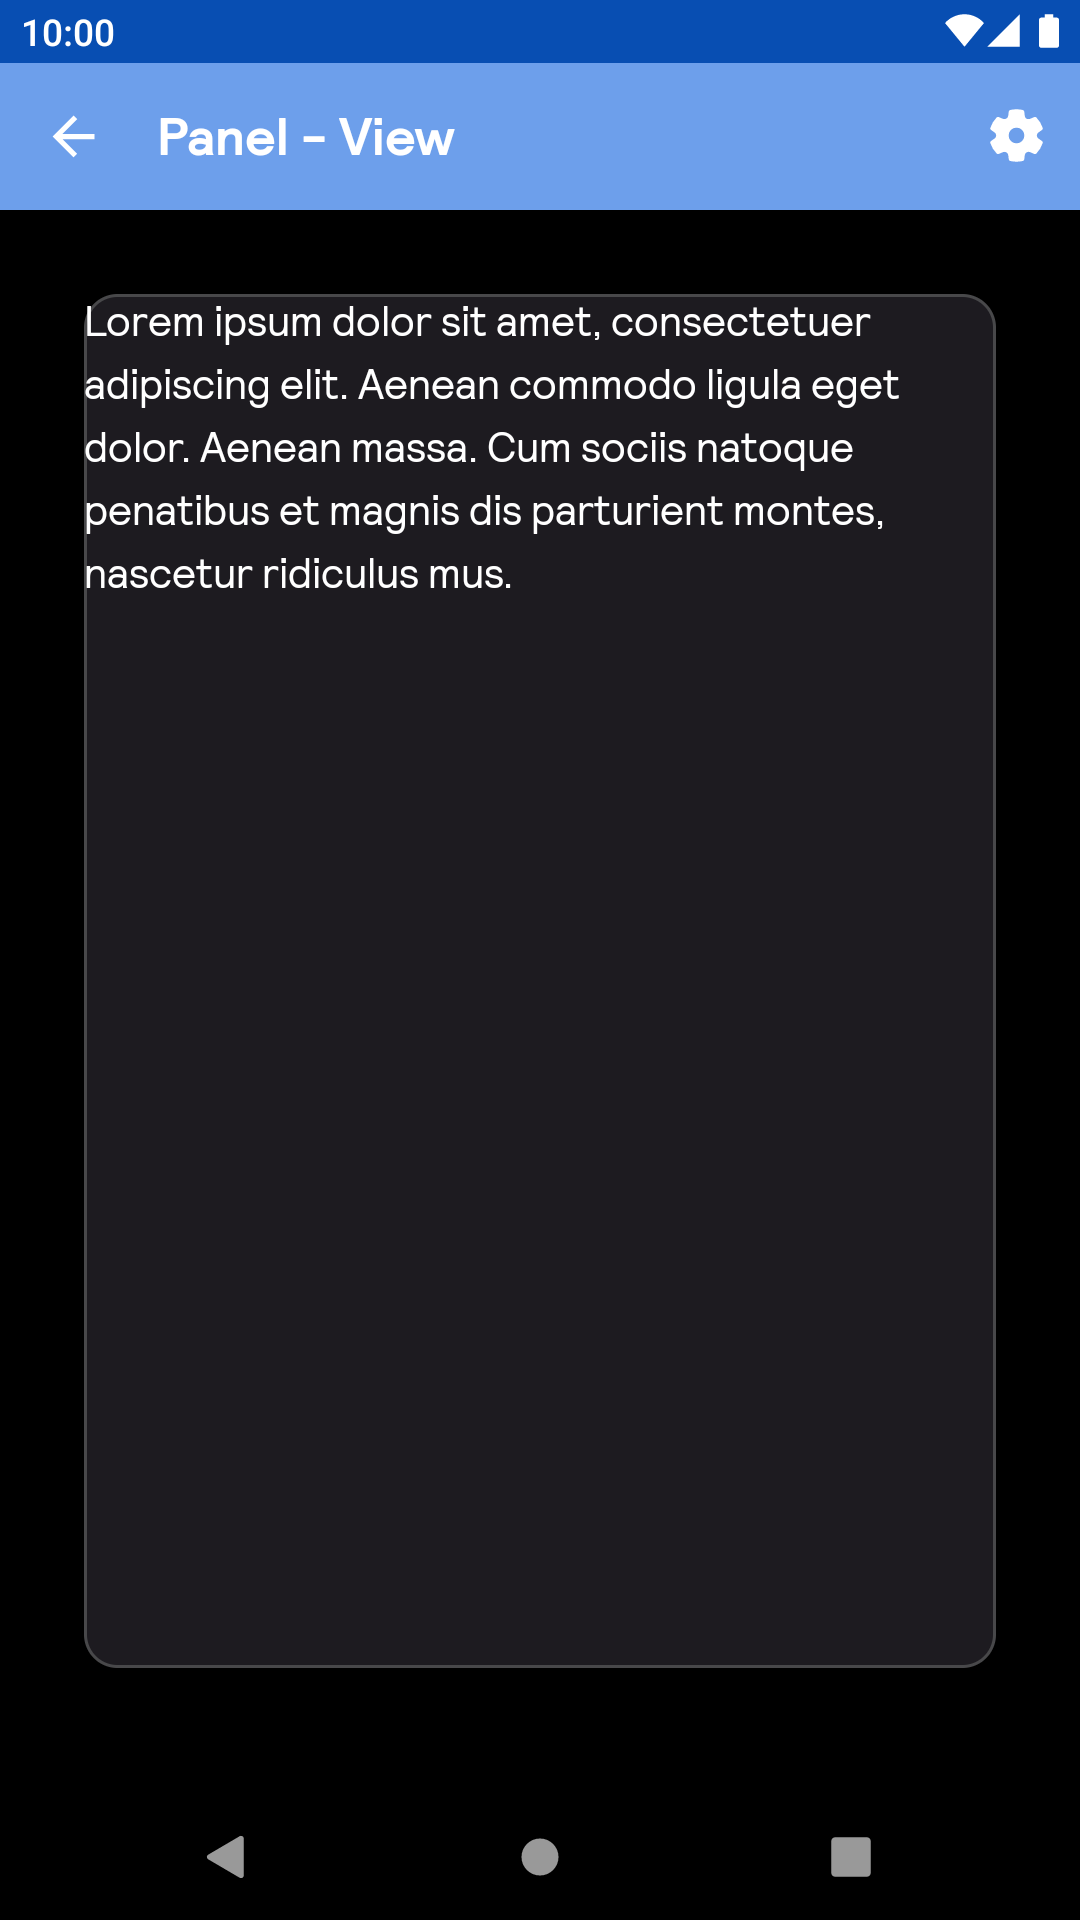 10:00
Panel - View
Lorem ipsum dolor sit amet, consectetuer
adipiscing elit. Aenean commodo ligula eget
dolor. Aenean massa. Cum sociis natoque
penatibus et magnis dis parturient montes,
nascetur ridiculus mus.